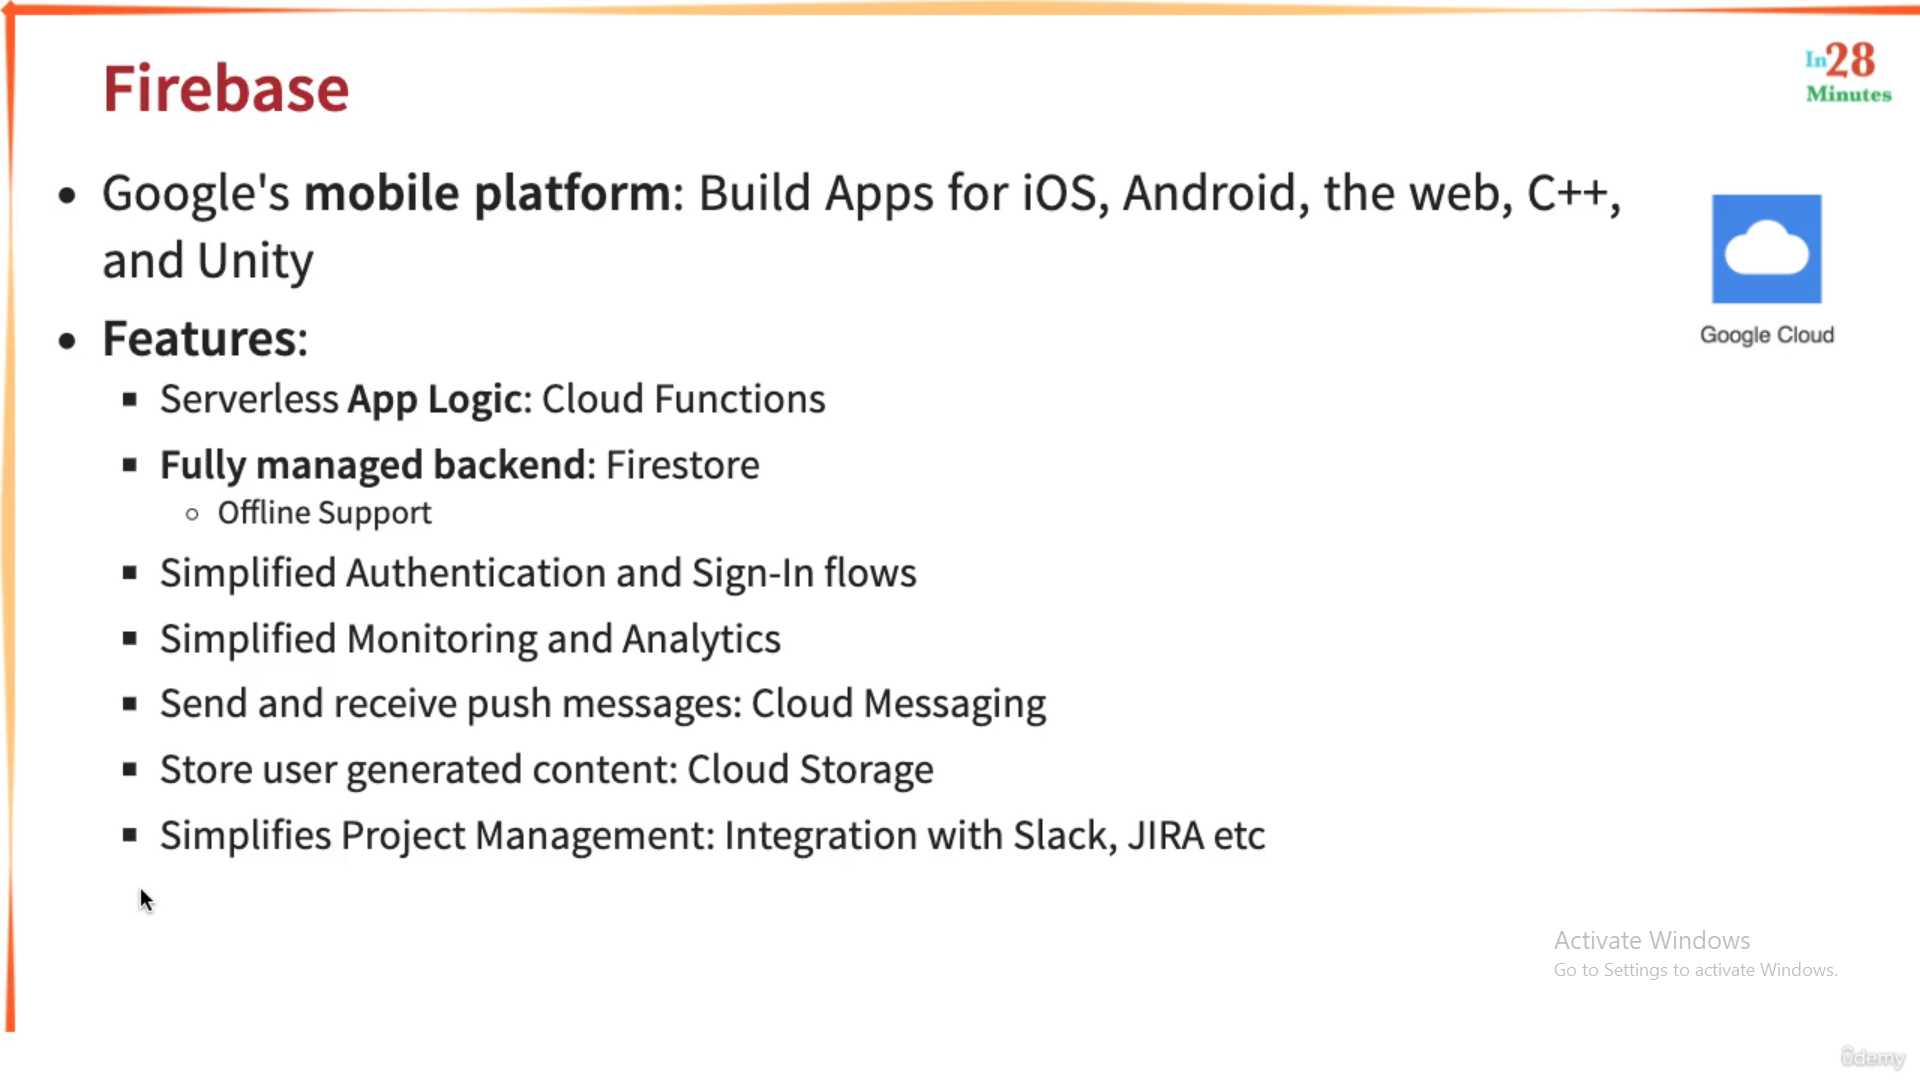 Firebase
In 28
Minutes
• Google's mobile platform: Build Apps for iOS, Android, the web, C++,
and Unity
Google Cloud
• Features:
▪ Serverless App Logic: Cloud Functions
▪ Fully managed backend: Firestore
○ Offline Support
▪ Simplified Authentication and Sign-In flows
▪ Simplified Monitoring and Analytics
▪ Send and receive push messages: Cloud Messaging
▪ Store user generated content: Cloud Storage
▪ Simplifies Project Management: Integration with Slack, JIRA etc
Activate Windows
Go to Settings to activate Windows.
ûdemy